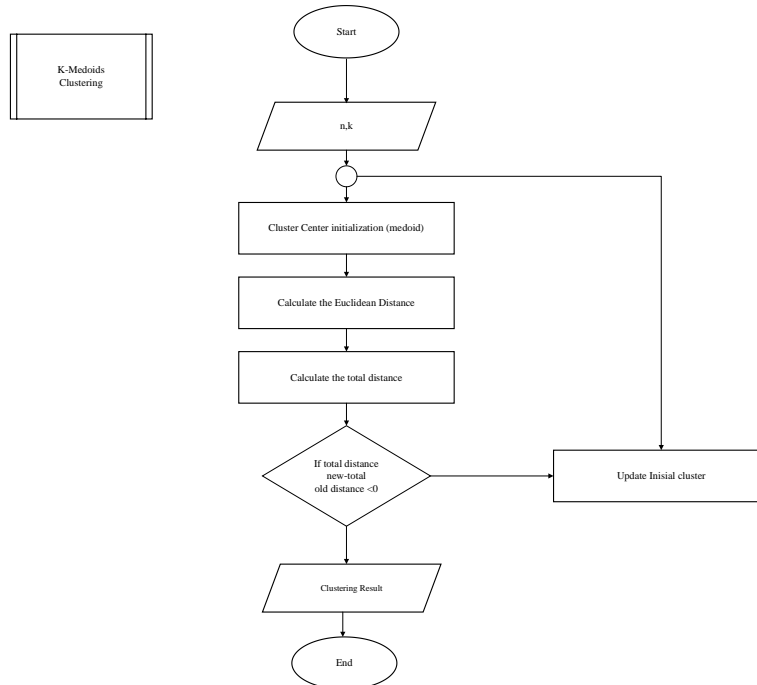 Start
K-Medoids
Clustering
n,k
Cluster Center initialization (medoid)
Calculate the Euclidean Distance
Calculate the total distance
If total distance
new-total
old distance <0
Update Inisial cluster
Clustering Result
End